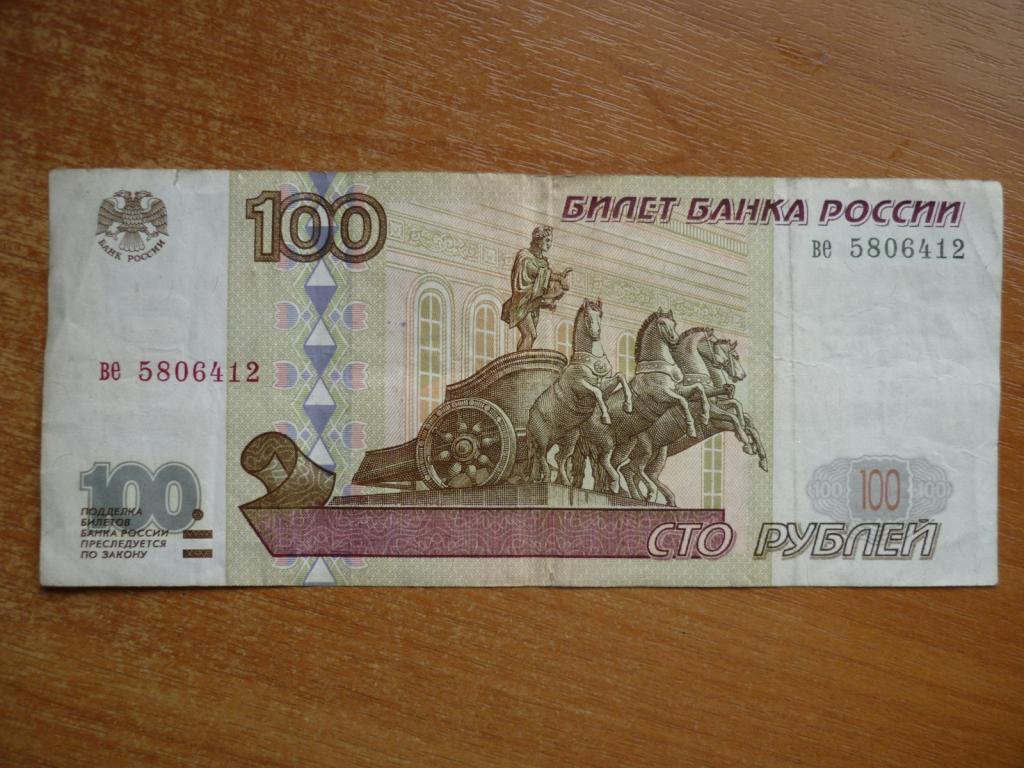 БАНК РОССИИ
100
БИЛЕТ БАНКА РОССИИ
ве 5806412
ве 5806412
100
ПОДДЕЛКА
БИЛЕТОВ
БАНКА РОССИИ
ПРЕСЛЕДУЕТСЯ
ПО ЗАКОНУ
100 100 100
СТО РУБЛЕЙ